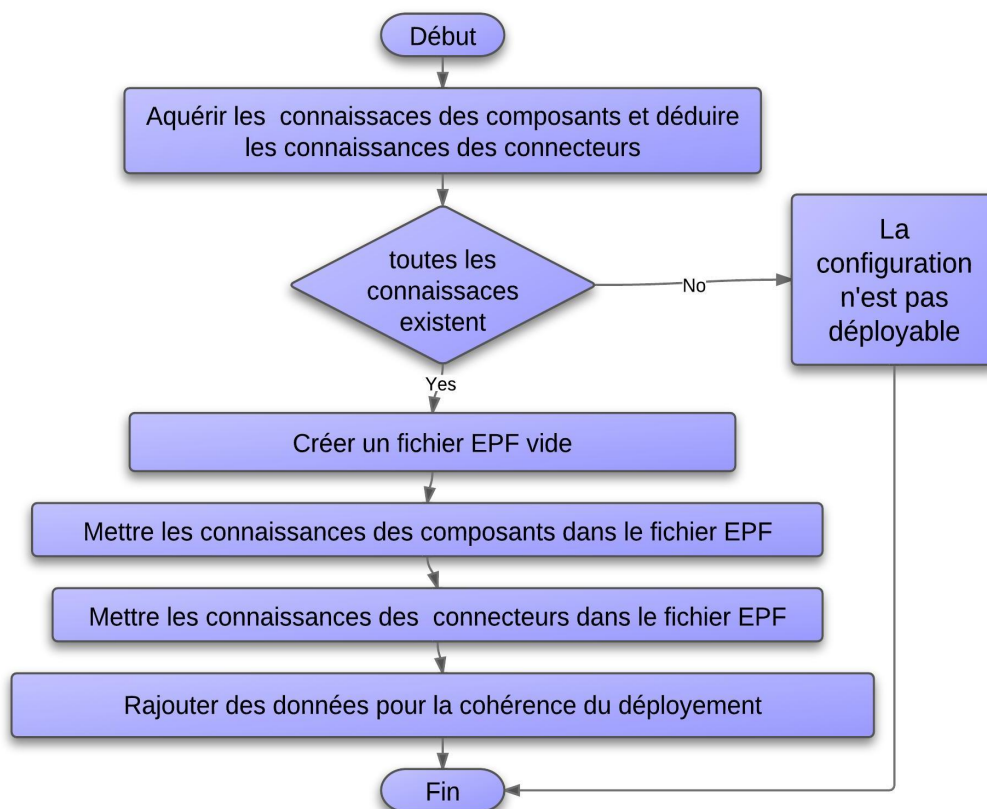 Début
Aquérir les connaissaces des composants et déduire
les connaissances des connecteurs
toutes les
connaissaces
existent
No
La
configuration
n'est pas
déployable
Yes
Créer un fichier EPF vide
Mettre les connaissances des composants dans le fichier EPF
Mettre les connaissances des connecteurs dans le fichier EPF
Rajouter des données pour la cohérence du déployement
Fin